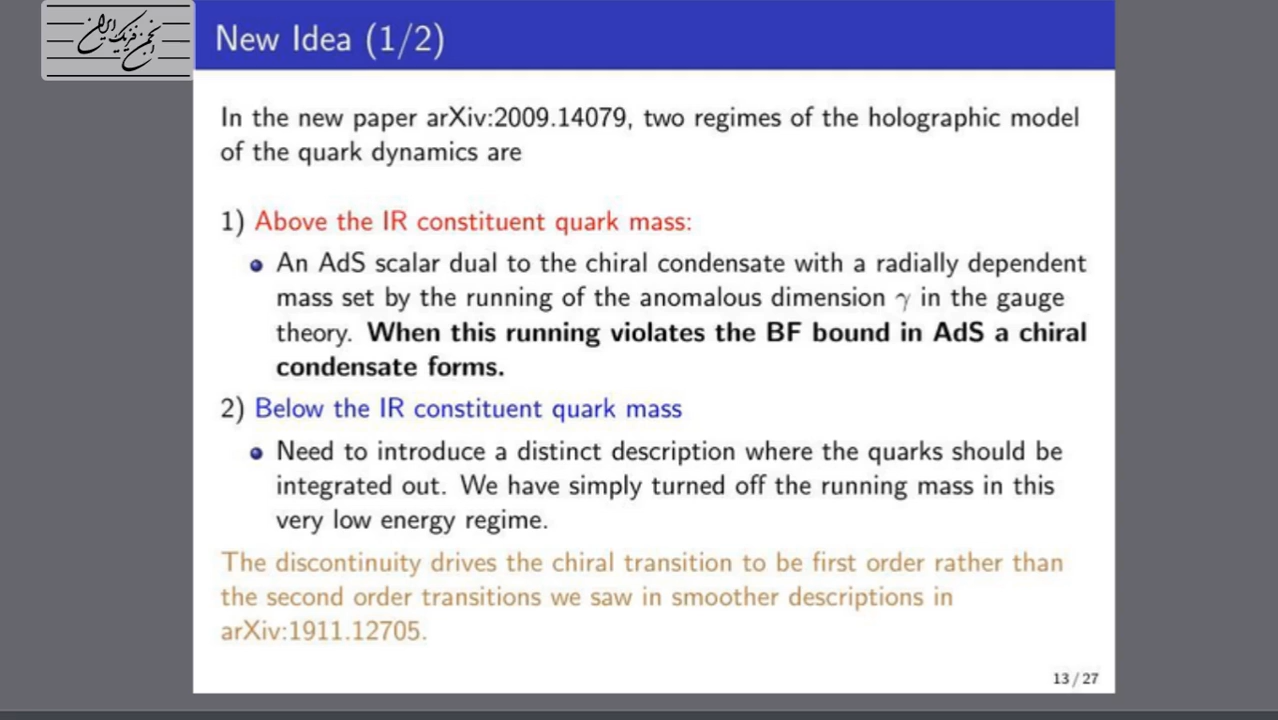 انجمن فیزیک ایران
New Idea (1/2)
In the new paper arXiv:2009.14079, two regimes of the holographic model
of the quark dynamics are
1) Above the IR constituent quark mass:
• An AdS scalar dual to the chiral condensate with a radially dependent
mass set by the running of the anomalous dimension γ in the gauge
theory. When this running violates the BF bound in AdS a chiral
condensate forms.
2) Below the IR constituent quark mass
• Need to introduce a distinct description where the quarks should be
integrated out. We have simply turned off the running mass in this
very low energy regime.
The discontinuity drives the chiral transition to be first order rather than
the second order transitions we saw in smoother descriptions in
arXiv:1911.12705.
13 / 27